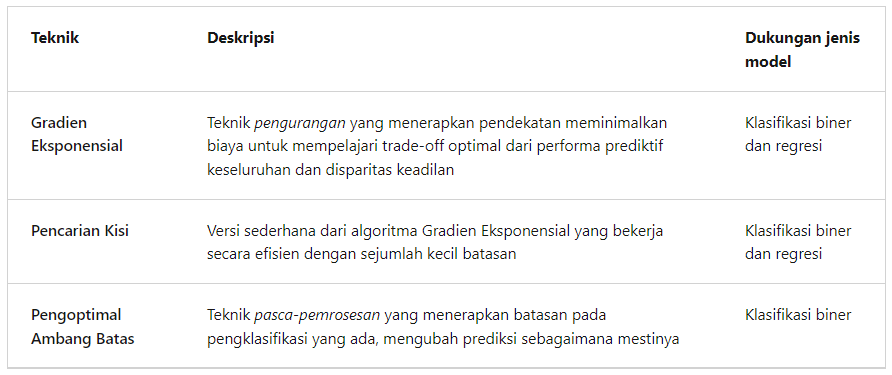 Teknik Deskripsi Dukungan jenis
model
Gradien Teknik pengurangan yang menerapkan pendekatan meminimalkan Klasifikasi biner
Eksponensial biaya untuk mempelajari trade-off optimal dari performa prediktif dan regresi
keseluruhan dan disparitas keadilan
Pencarian Kisi Versi sederhana dari algoritma Gradien Eksponensial yang bekerja Klasifikasi biner
secara efisien dengan sejumlah kecil batasan dan regresi
Pengoptimal Teknik pasca-pemrosesan yang menerapkan batasan pada Klasifikasi biner
Ambang Batas pengklasifikasi yang ada, mengubah prediksi sebagaimana mestinya